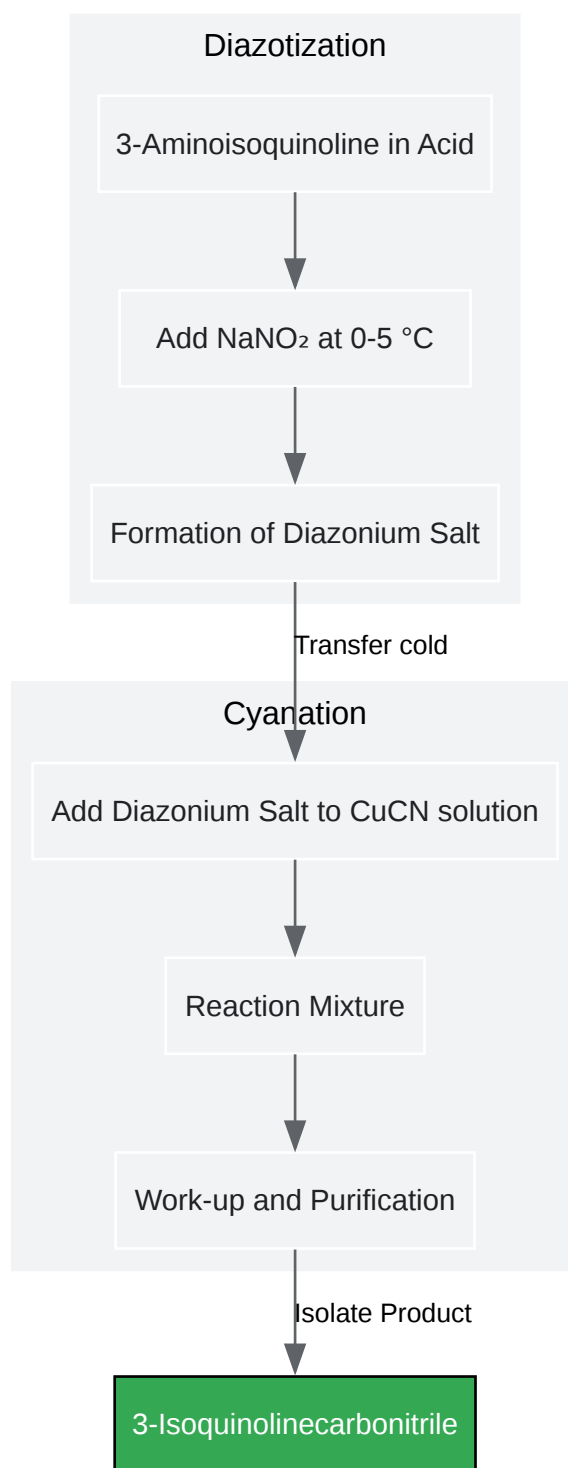 Diazotization
3-Aminoisoquinoline in Acid
Add NaNO₂ at 0-5 °C
Formation of Diazonium Salt
Transfer cold
Cyanation
Add Diazonium Salt to CuCN solution
Reaction Mixture
Work-up and Purification
Isolate Product
3-Isoquinolinecarbonitrile